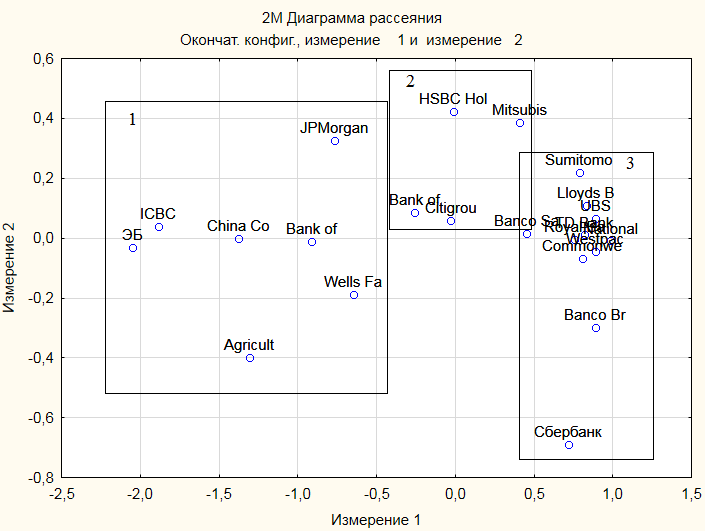 2М Диаграмма рассеяния
Окончат. конфиг., измерение 1 и измерение 2
Измерение 2
0,6
0,4
0,2
0,0
-0,2
-0,4
-0,6
-0,8
1
2
3
HSBC Hol
Mitsubis
JPMorgan
Sumitomo
Lloyds B
UBS
ICBC
Bank of
Citigrou
Banco Sa
TD Bank
National
ЭБ
China Co
Bank of
Westpac
Commonwe
Wells Fa
Banco Br
Agricult
Сбербанк
-2,5
-2,0
-1,5
-1,0
-0,5
0,0
0,5
1,0
1,5
Измерение 1